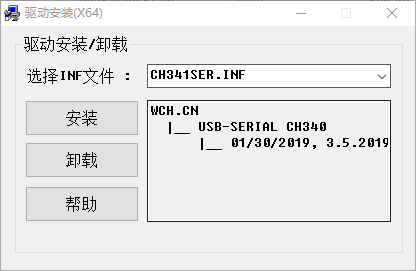 驱动安装(X64)
驱动安装/卸载
选择INF文件 : CH341SER.INF
安装
卸载
帮助
WCH.CN
|__ USB-SERIAL CH340
|__ 01/30/2019, 3.5.2019